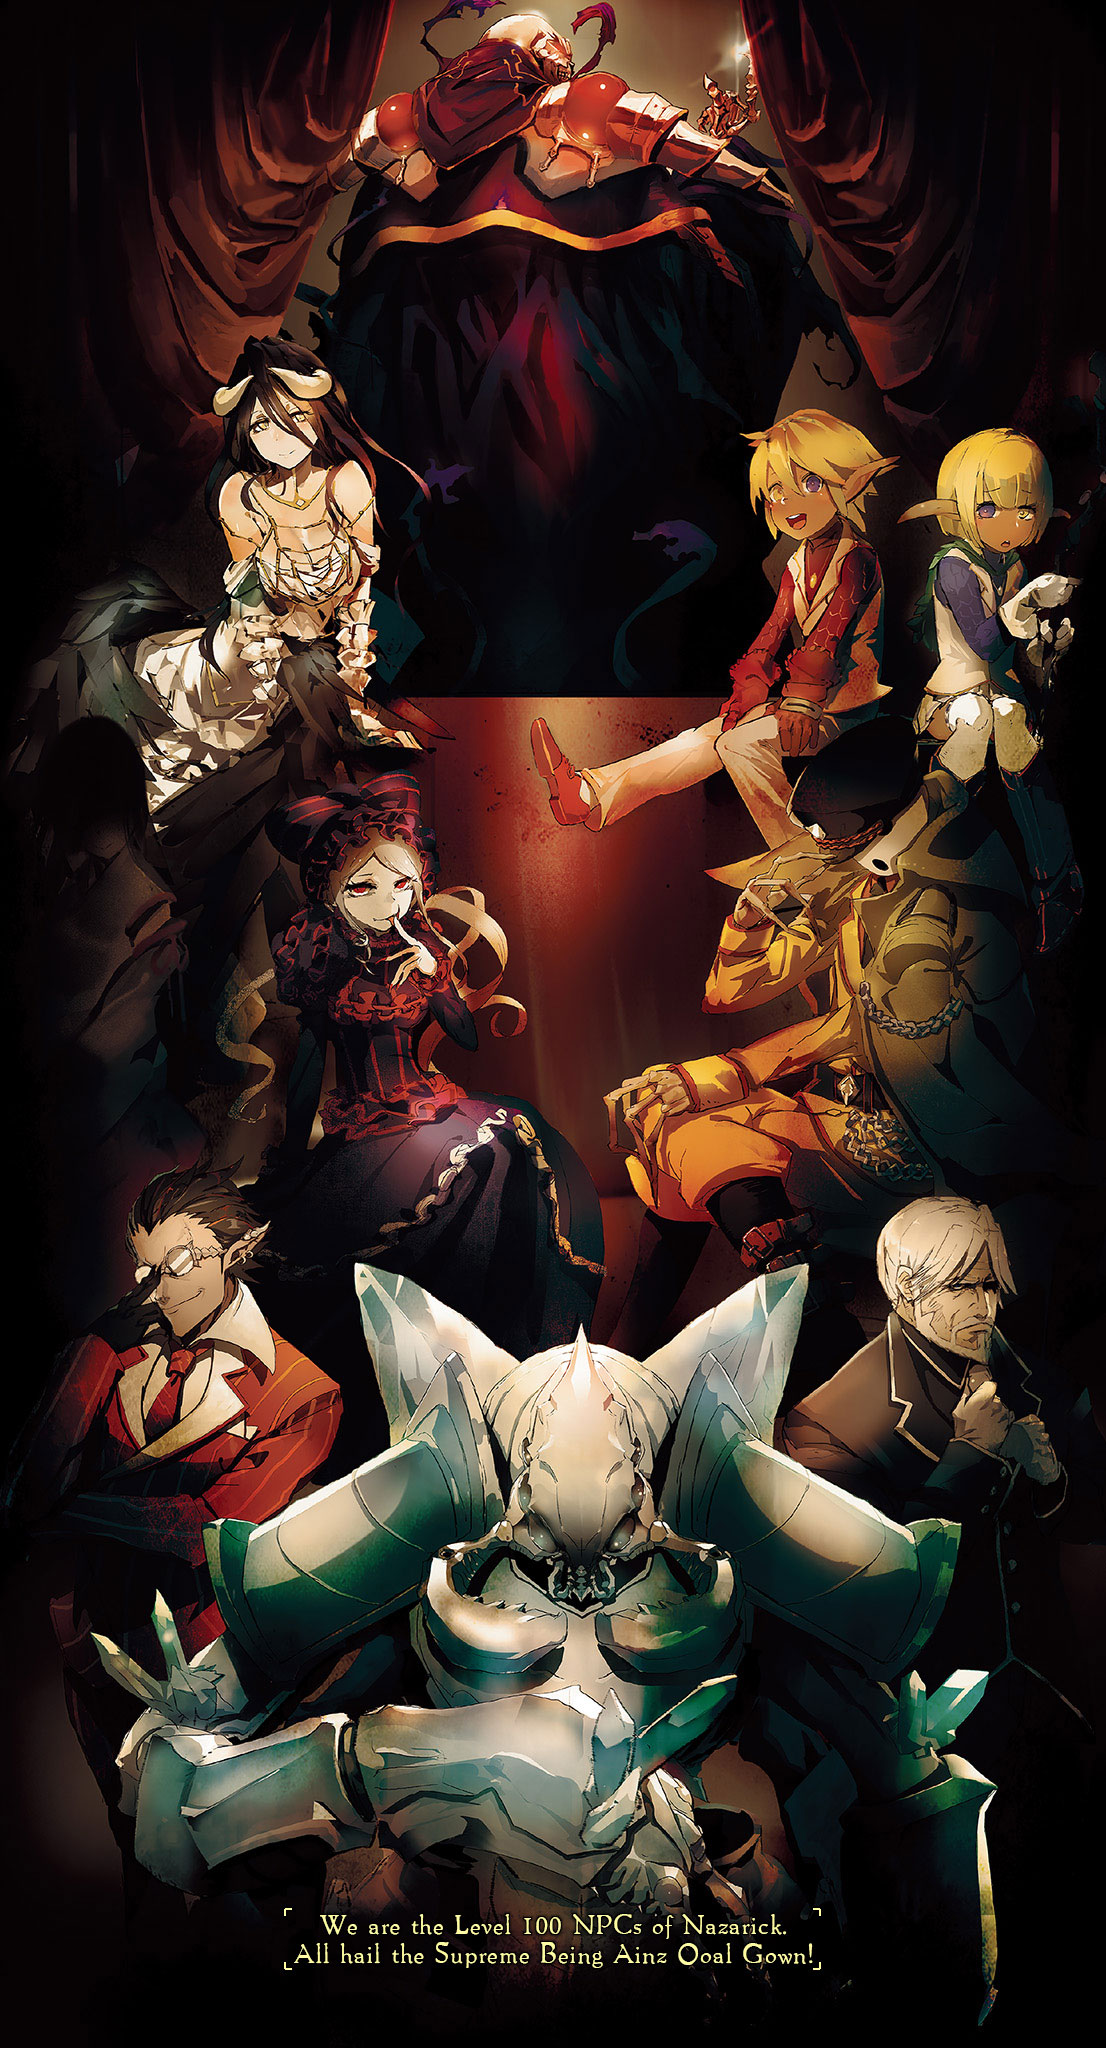 We are the Level 100 NPCs of Nazarick.
All hail the Supreme Being Ainz Ooal Gown!